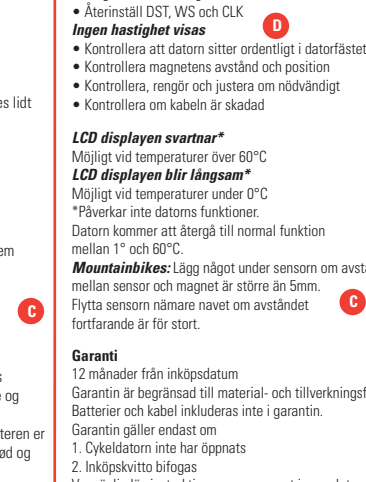 • Återinställ DST, WS och CLK
D
Ingen hastighet visas
• Kontrollera att datorn sitter ordentligt i datorfästet
• Kontrollera magnetens avstånd och position
• Kontrollera, rengör och justera om nödvändigt
• Kontrollera om kabeln är skadad
LCD displayen svartnar*
Möjligt vid temperaturer över 60°C
LCD displayen blir långsam*
Möjligt vid temperaturer under 0°C
*Påverkar inte datorns funktioner.
Datorn kommer att återgå till normal funktion
mellan 1° och 60°C.
Mountainbikes: Lägg något under sensorn om avstå
mellan sensor och magnet är större än 5mm.
Flytta sensorn nämare navet om avståndet
fortfarande är för stort.
C
Garanti
12 månader från inköpsdatum
Garantin är begränsad till material- och tillverkningsf
Batterier och kabel inkluderas inte i garantin.
Garantin gäller endast om
1. Cykeldatorn inte har öppnats
2. Inköpskvitto bifogas
es lidt
em
C
s
e og
teren er
ød og